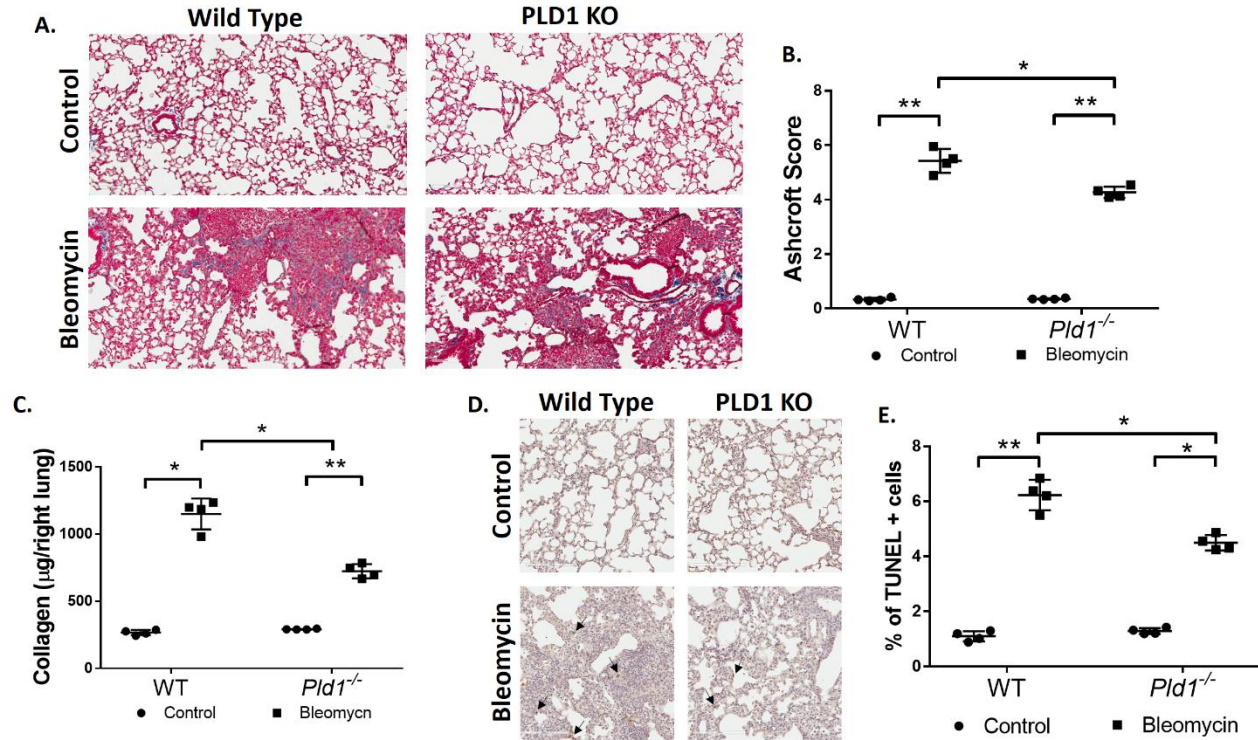 A.
Wild Type
PLD1 KO
Control
Bleomycin
B.
Ashcroft Score
8
6
4
2
0
**
*
**
WT
Pld1⁻/⁻
● Control
■ Bleomycin
C.
Collagen (µg/right lung)
1500
1000
500
0
*
*
**
WT
Pld1⁻/⁻
● Control
■ Bleomycn
D.
Wild Type
PLD1 KO
Control
Bleomycin
E.
% of TUNEL + cells
8
6
4
2
0
**
*
*
WT
Pld1⁻/⁻
● Control
■ Bleomycin